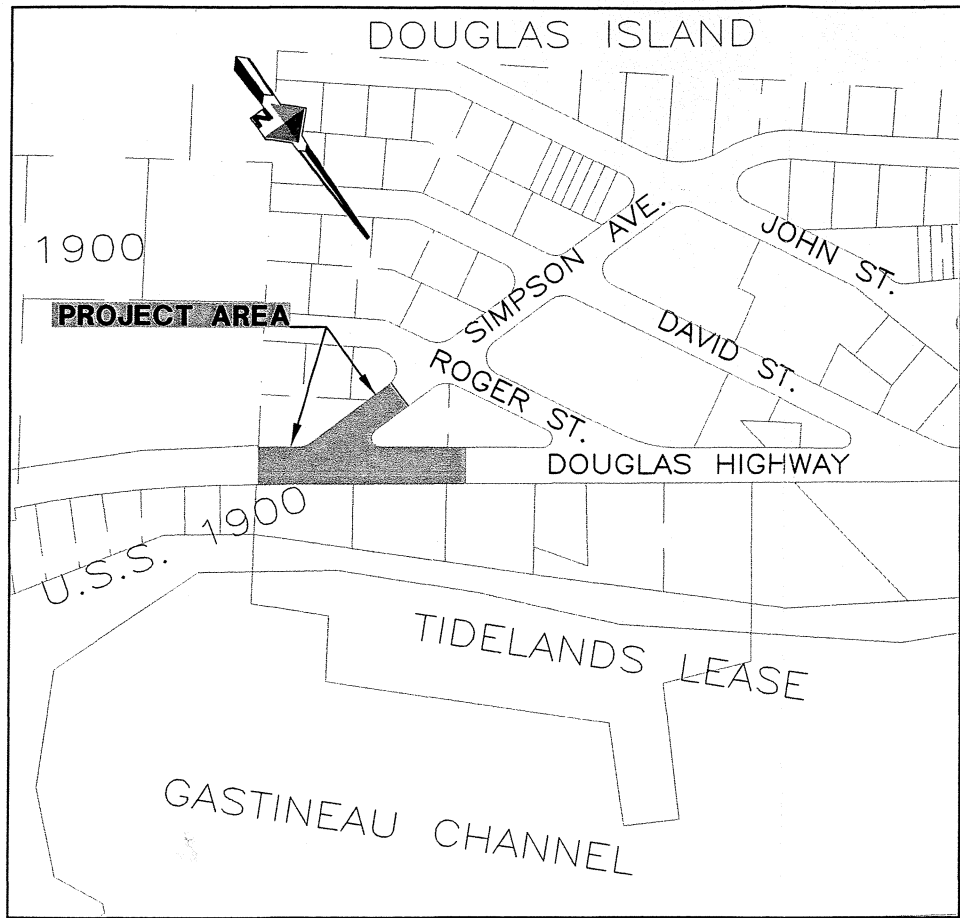 DOUGLAS ISLAND
N
1900
PROJECT AREA
SIMPSON AVE.
JOHN ST.
DAVID ST.
ROGER ST.
DOUGLAS HIGHWAY
U.S.S. 1900
TIDELANDS LEASE
GASTINEAU CHANNEL